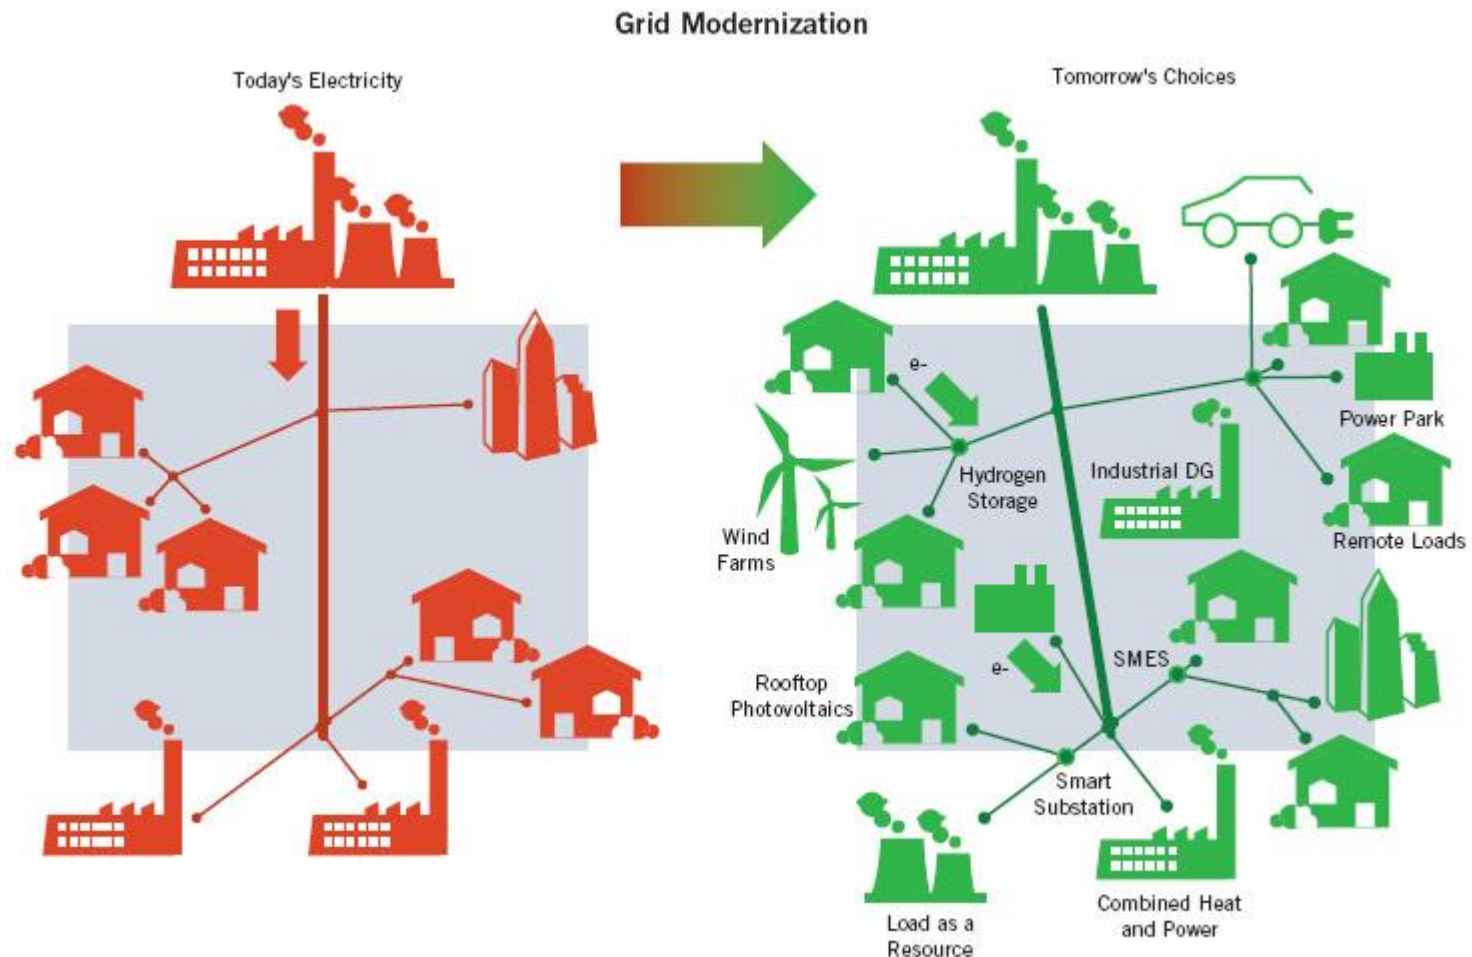 Grid Modernization
Today's Electricity
Tomorrow's Choices
e-
Power Park
Hydrogen
Storage
Industrial DG
Wind
Farms
Remote Loads
SMES
e-
Rooftop
Photovoltaics
Smart
Substation
Combined Heat
and Power
Load as a
Resource